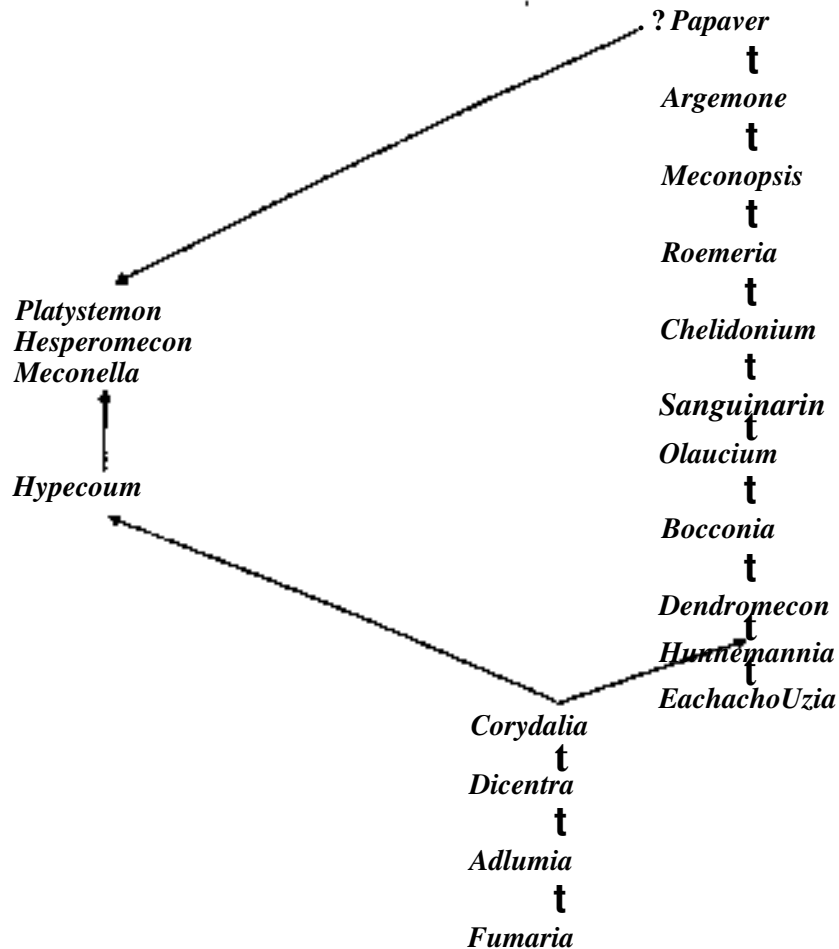 ? Papaver
t
Argemone
t
Meconopsis
t
Roemeria
t
Chelidonium
t
Sanguinarin
t
Olaucium
t
Bocconia
t
Dendromecon
t
Hunnemannia
t
EachachoUzia
Platystemon
Hesperomecon
Meconella
Hypecoum
Corydalia
t
Dicentra
t
Adlumia
t
Fumaria